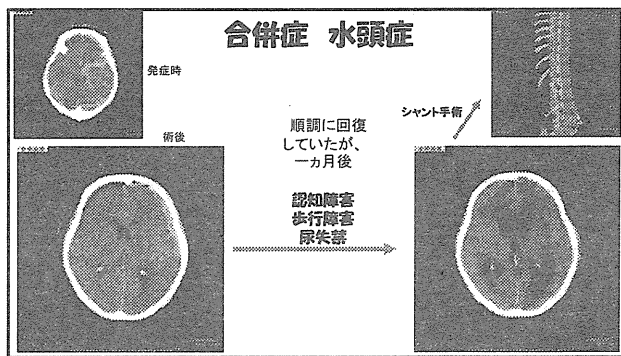 合併症 水頭症
発症時
術後
順調に回復
していたが、
一ヵ月後
認知障害
歩行障害
尿失禁
シャント手術